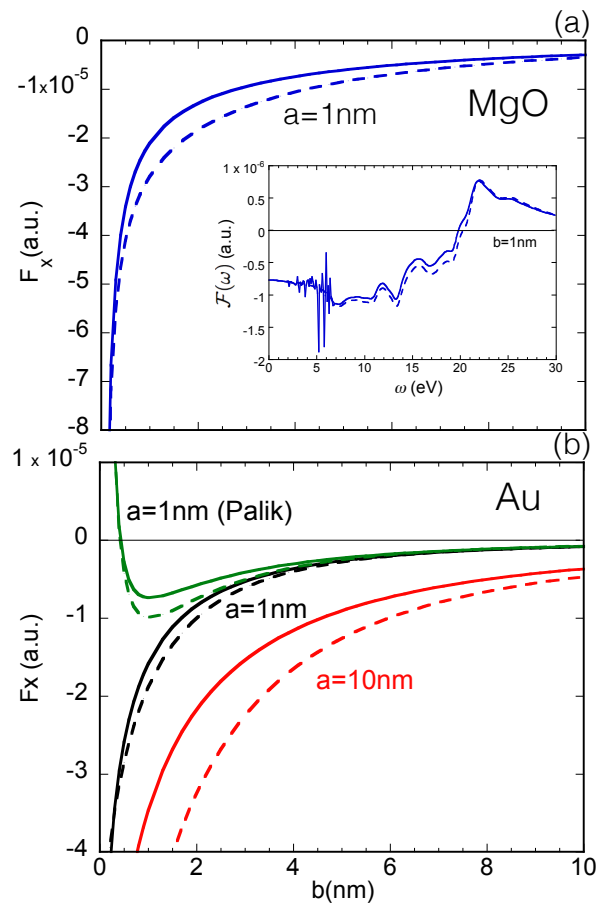 (a)
0
-1x10⁻⁵
-2
-3
-4
-5
-6
-7
-8
Fₓ(a.u.)
MgO
a=1nm
1 x 10⁻⁶
0.5
0
-0.5
-1
-1.5
-2
ℱ(ω) (a.u.)
b=1nm
0 5 10 15 20 25 30
ω (eV)
(b)
1 x 10⁻⁵
0
-1
-2
-3
-4
Fx (a.u.)
Au
a=1nm (Palik)
a=1nm
a=10nm
0 2 4 6 8 10
b(nm)